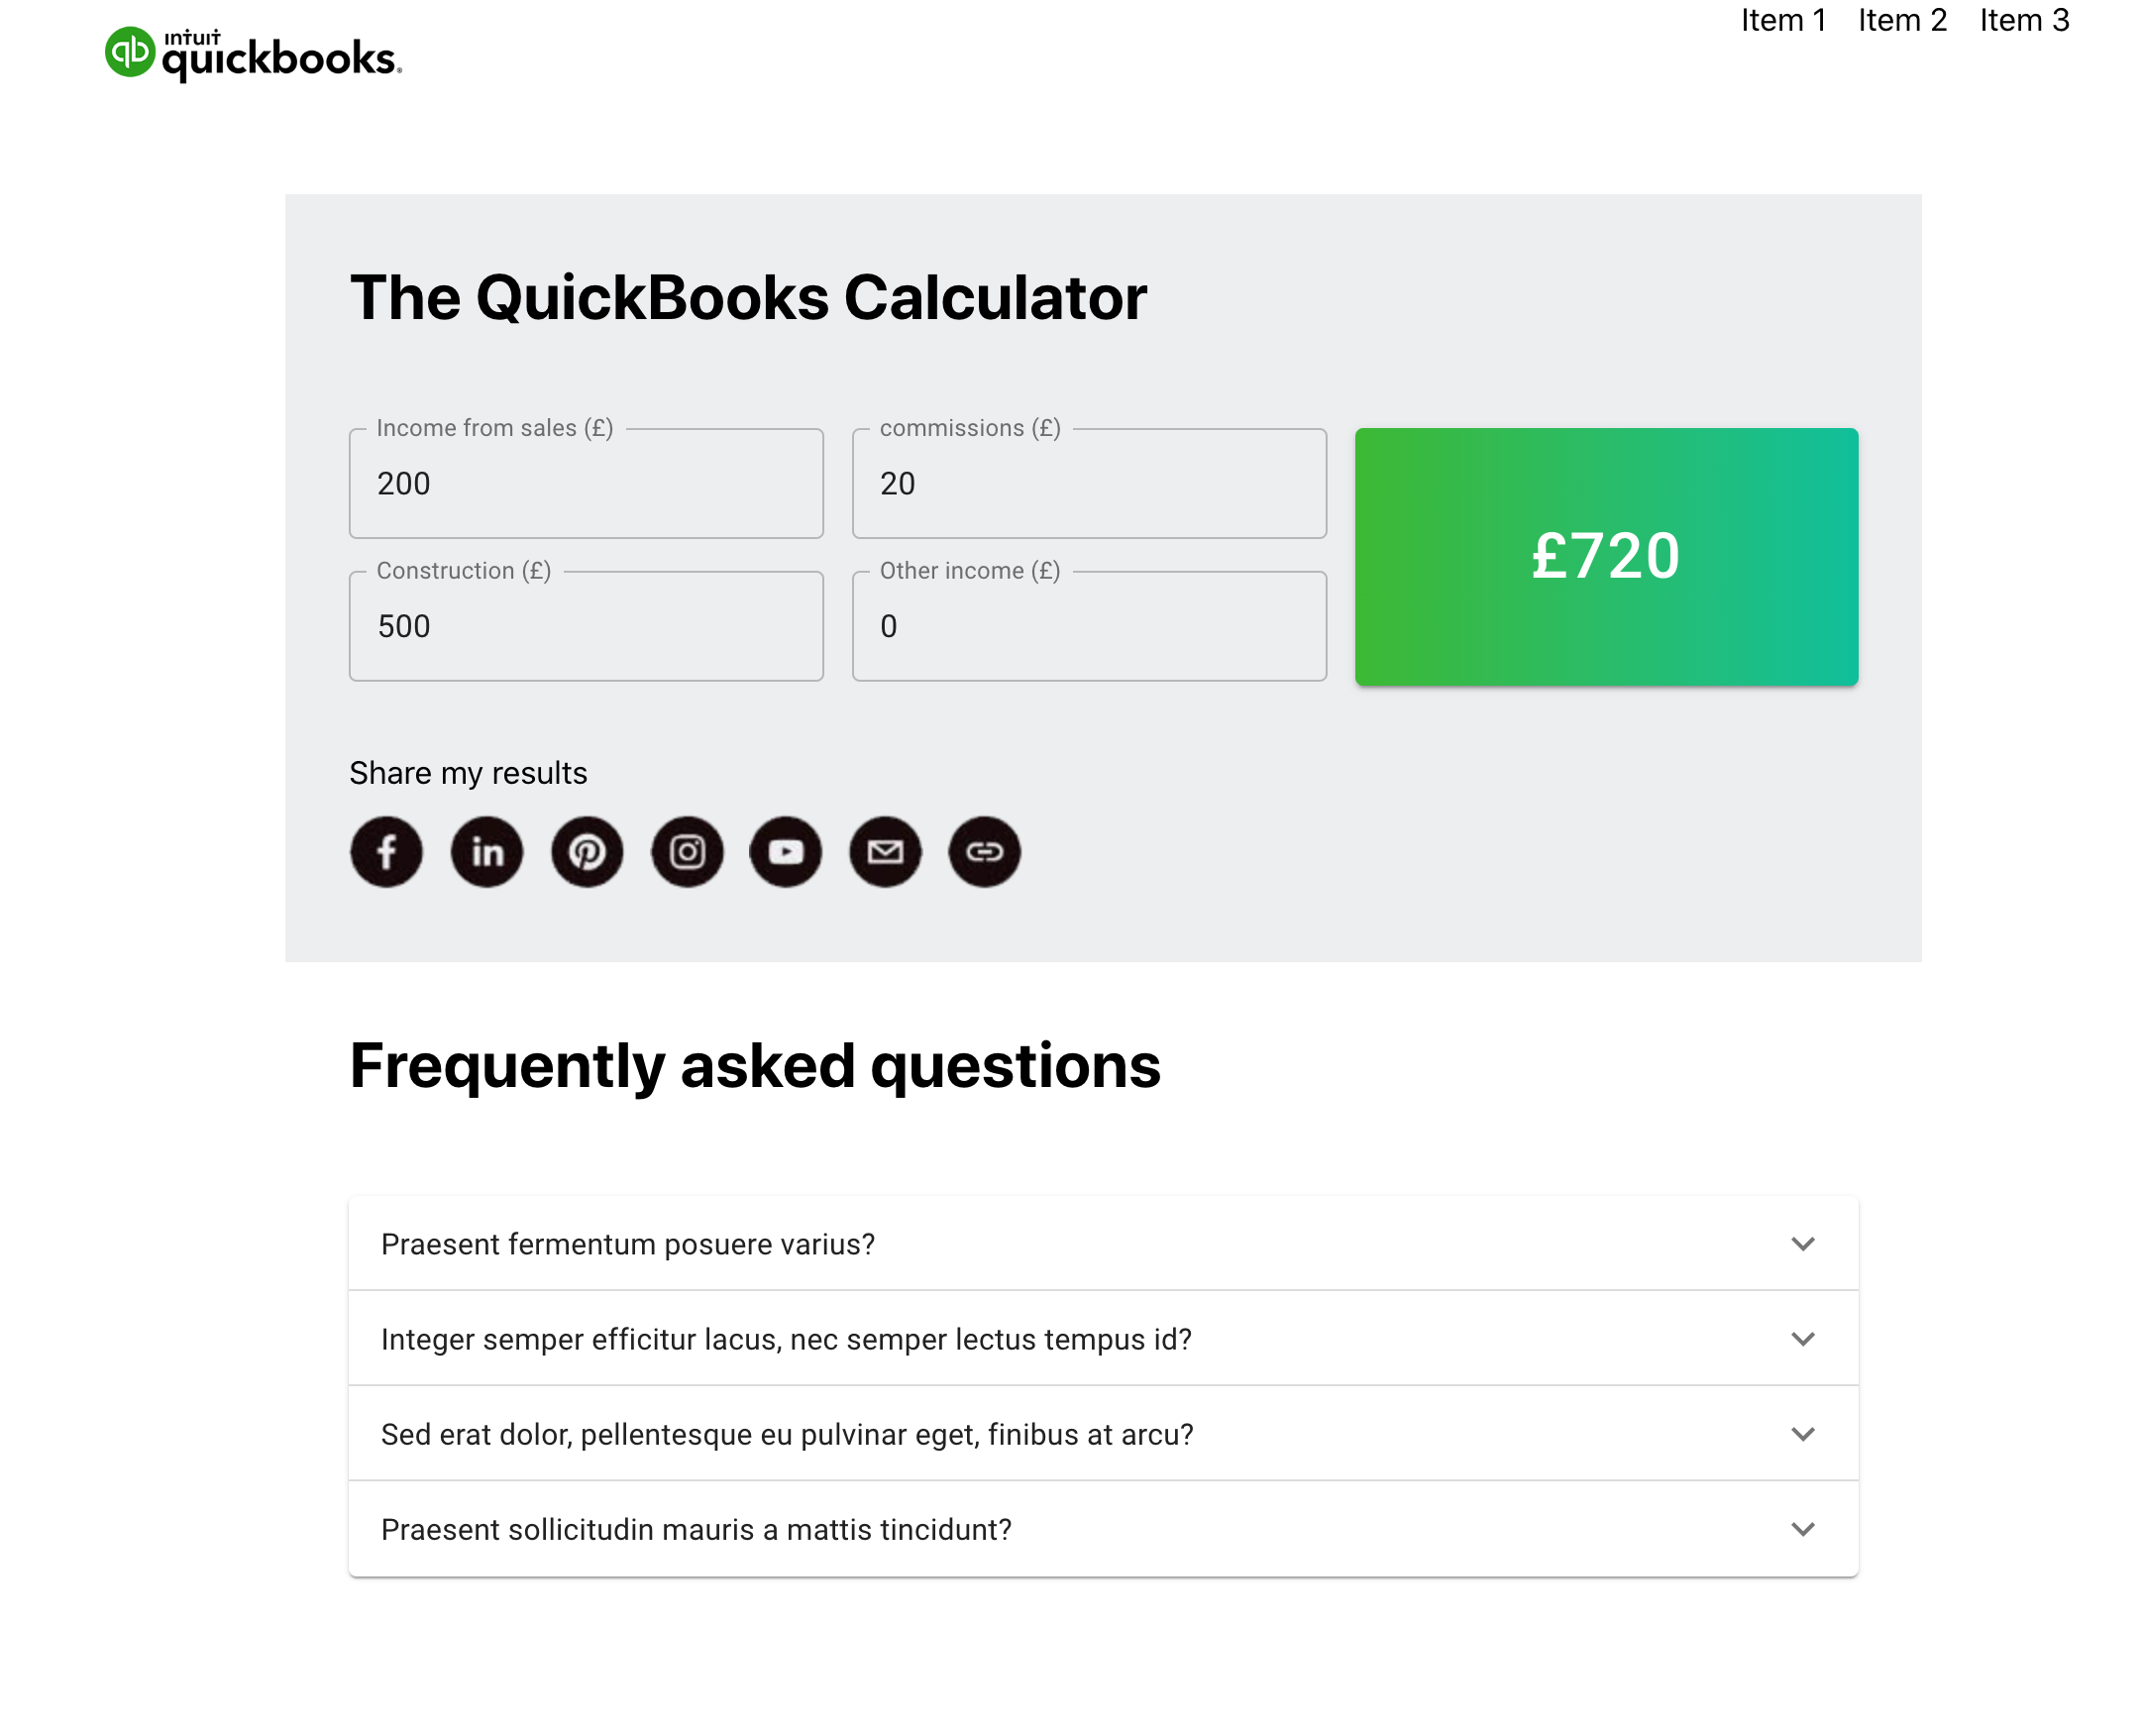 intuit
quickbooks.
Item 1 Item 2 Item 3
The QuickBooks Calculator
Income from sales (£)
200
commissions (£)
20
Construction (£)
500
Other income (£)
0
£720
Share my results
Frequently asked questions
Praesent fermentum posuere varius?
Integer semper efficitur lacus, nec semper lectus tempus id?
Sed erat dolor, pellentesque eu pulvinar eget, finibus at arcu?
Praesent sollicitudin mauris a mattis tincidunt?